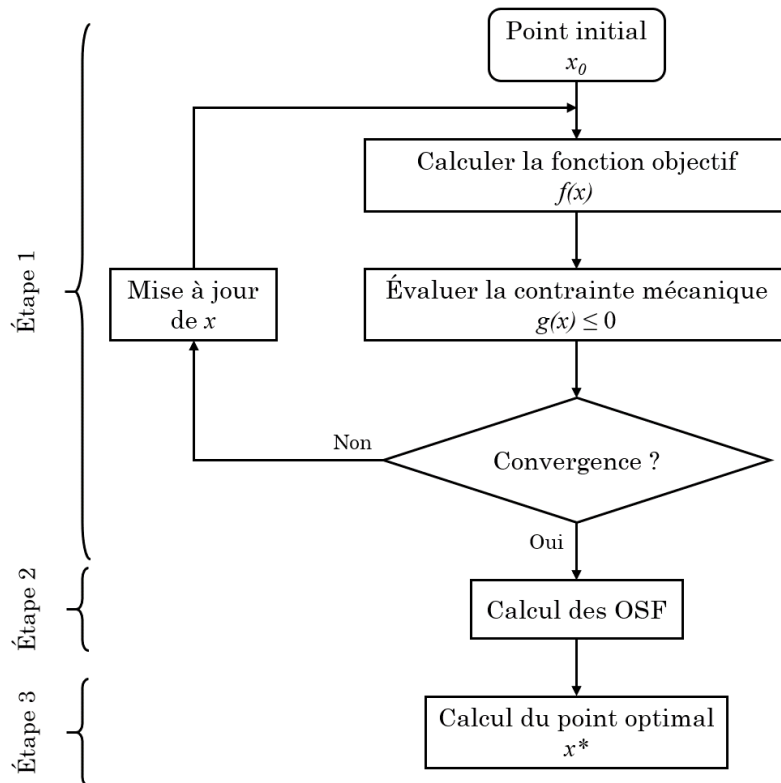 Point initial
x₀
Calculer la fonction objectif
f(x)
Étape 1
Mise à jour
de x
Évaluer la contrainte mécanique
g(x) ≤ 0
Non
Convergence ?
Oui
Étape 2
Calcul des OSF
Étape 3
Calcul du point optimal
x*